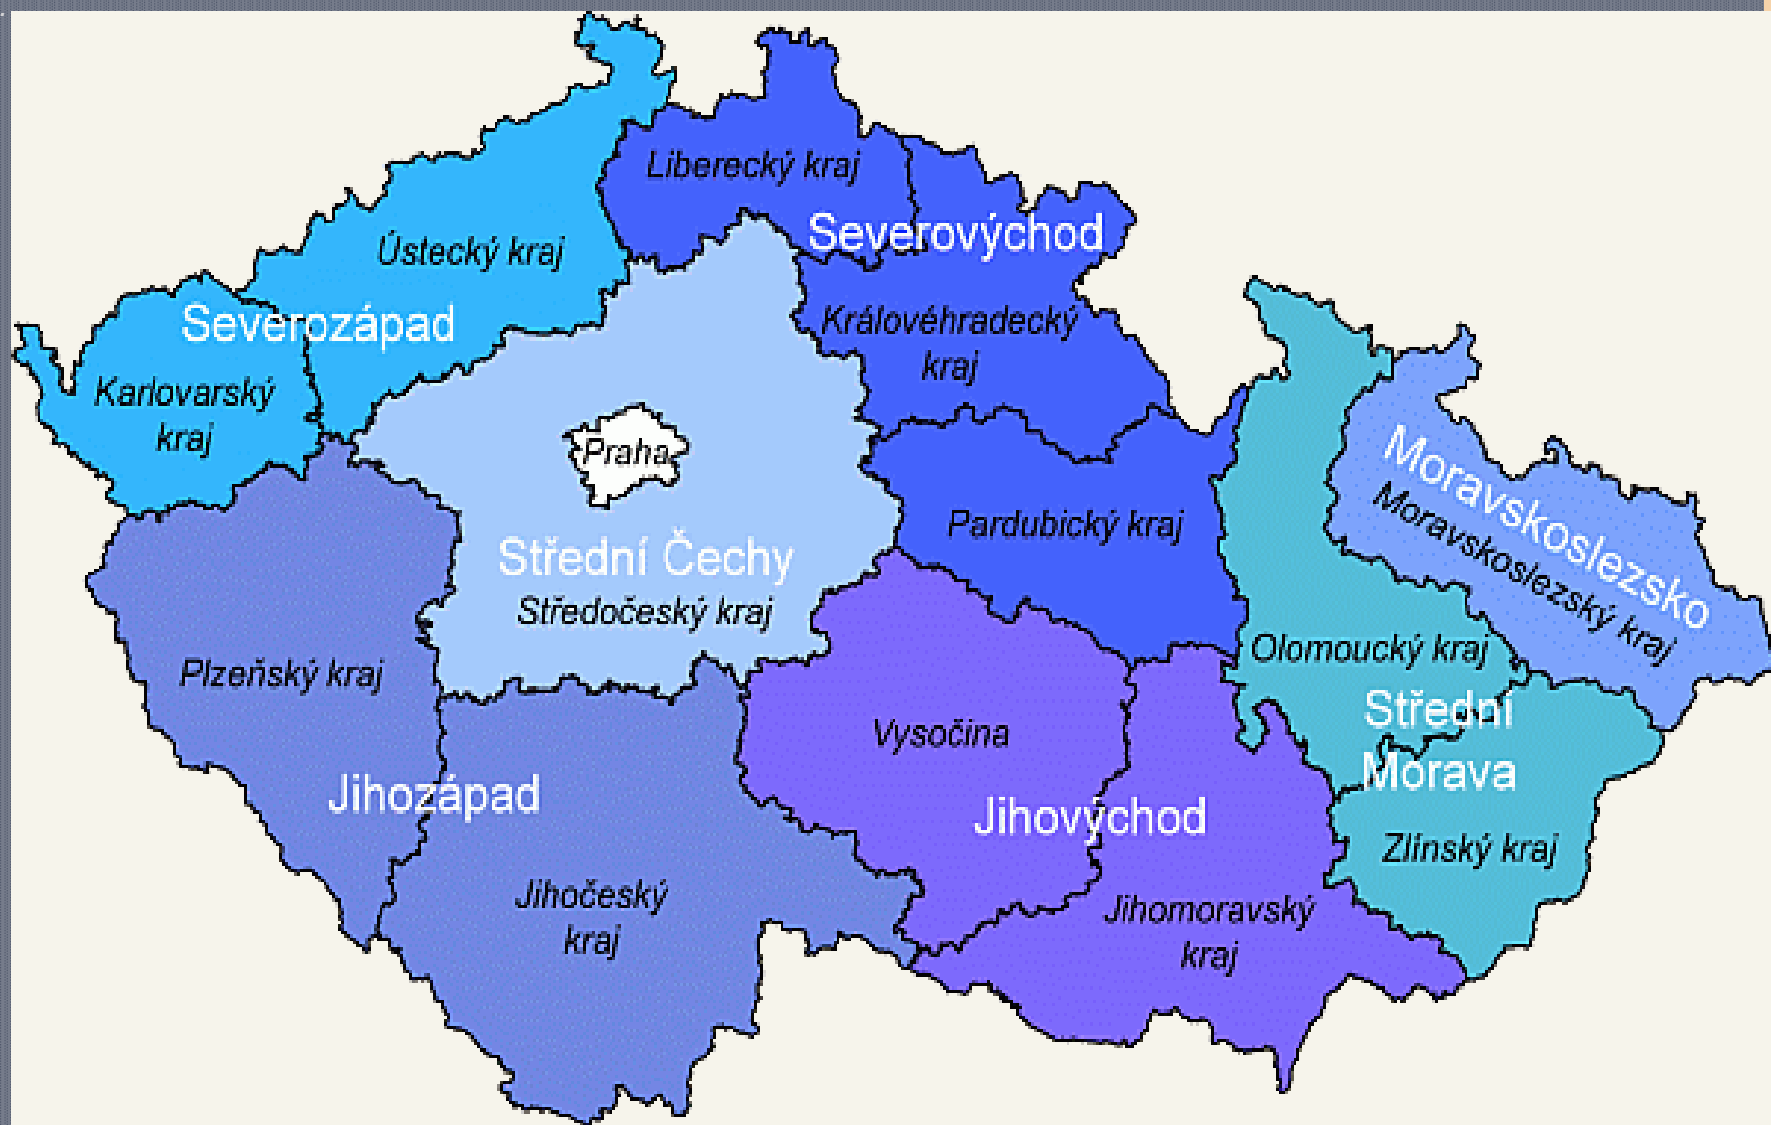 Liberecký kraj
Severovýchod
Ústecký kraj
Severozápad
Královéhradecký
kraj
Karlovarský
kraj
Praha
Moravskoslezsko
Moravskoslezský kraj
Pardubický kraj
Střední Čechy
Středočeský kraj
Olomoucký kraj
Plzeňský kraj
Střední
Morava
Vysočina
Jihozápad
Jihovýchod
Zlínský kraj
Jihočeský
kraj
Jihomoravský
kraj